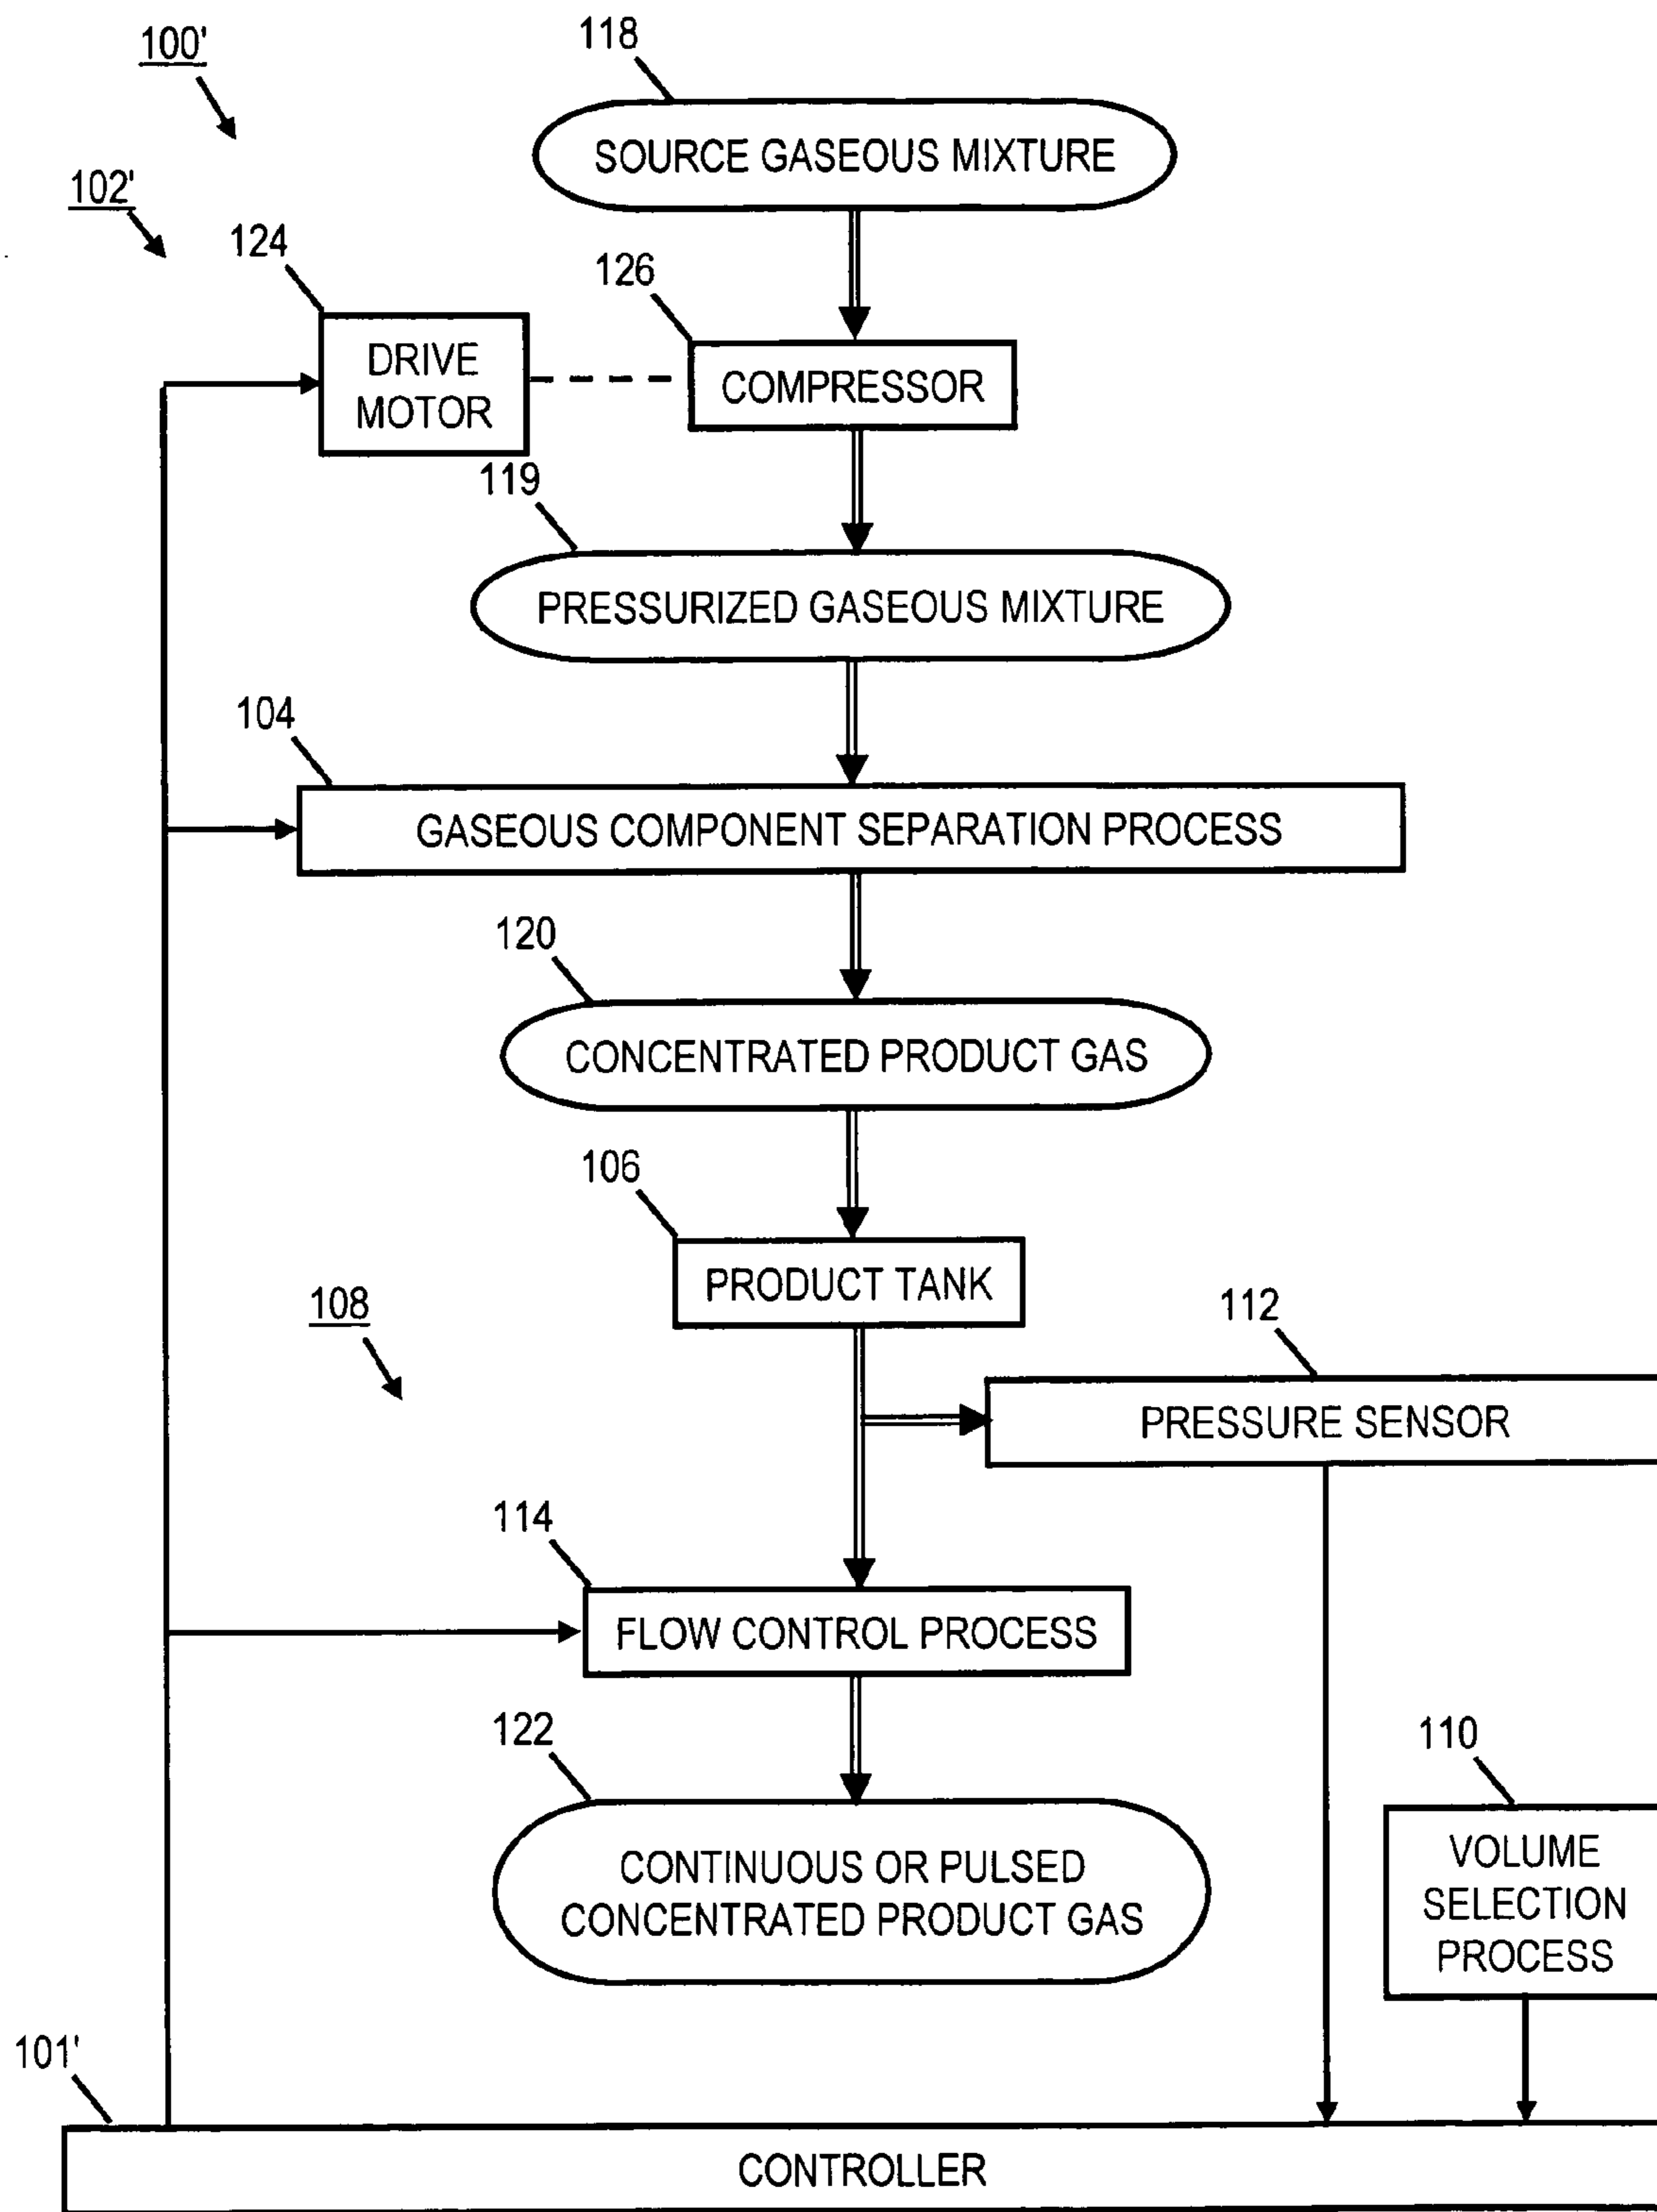 100'
118
SOURCE GASEOUS MIXTURE
102'
124
126
DRIVE
MOTOR
COMPRESSOR
119
PRESSURIZED GASEOUS MIXTURE
104
GASEOUS COMPONENT SEPARATION PROCESS
120
CONCENTRATED PRODUCT GAS
106
PRODUCT TANK
108
112
PRESSURE SENSOR
114
FLOW CONTROL PROCESS
122
110
CONTINUOUS OR PULSED
CONCENTRATED PRODUCT GAS
VOLUME
SELECTION
PROCESS
101'
CONTROLLER